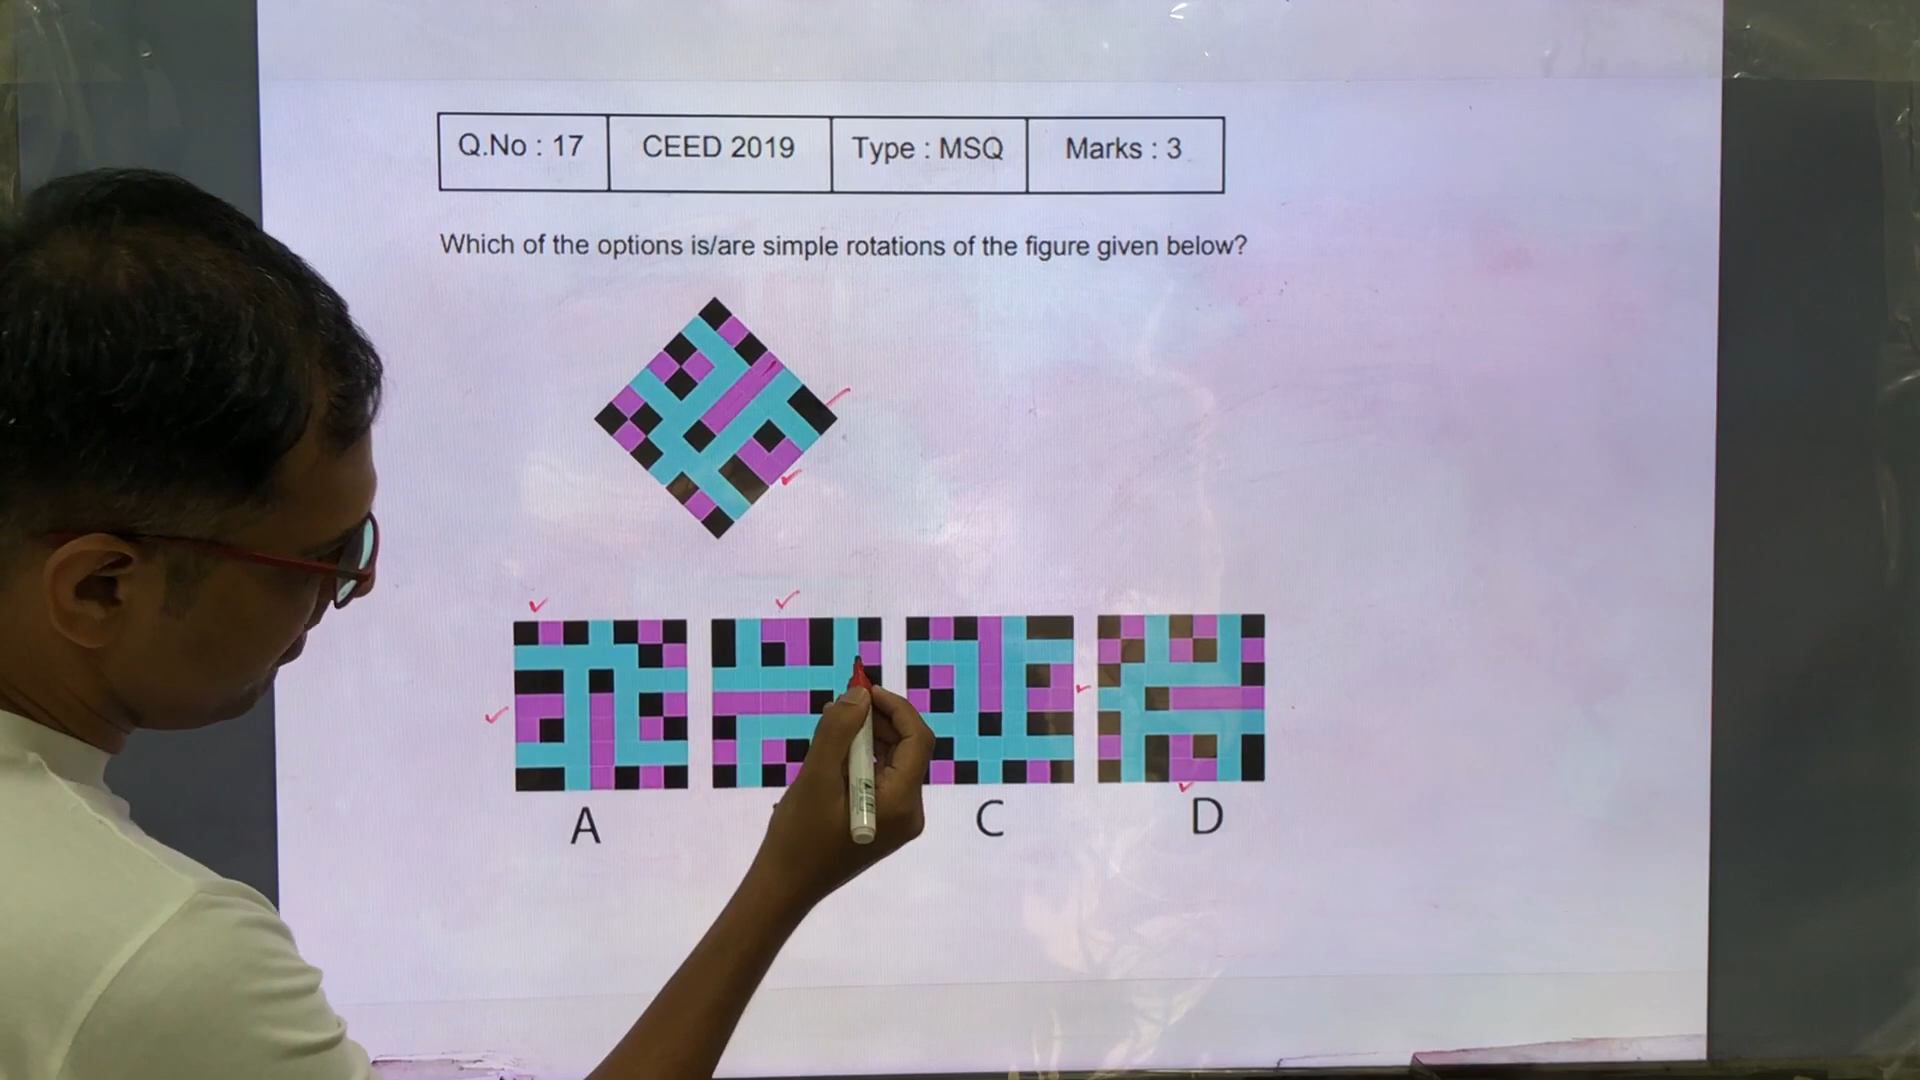 Q.No : 17 CEED 2019 Type : MSQ Marks : 3
Which of the options is/are simple rotations of the figure given below?
A C D